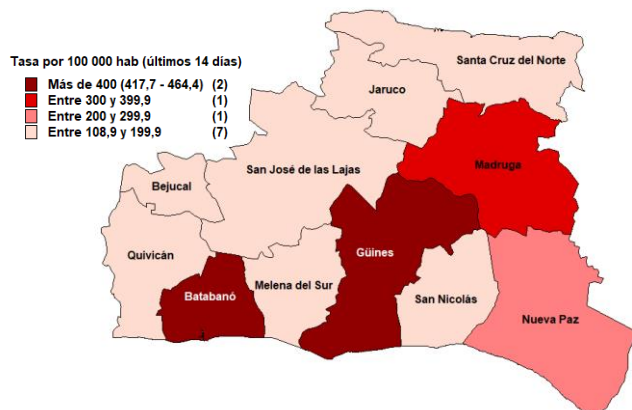 Tasa por 100 000 hab (últimos 14 días)
Más de 400 (417,7 - 464,4) (2)
Entre 300 y 399,9 (1)
Entre 200 y 299,9 (1)
Entre 108,9 y 199,9 (7)
Santa Cruz del Norte
Jaruco
San José de las Lajas
Madruga
Bejucal
Quivicán
Güines
Batabanó
Melena del Sur
San Nicolás
Nueva Paz